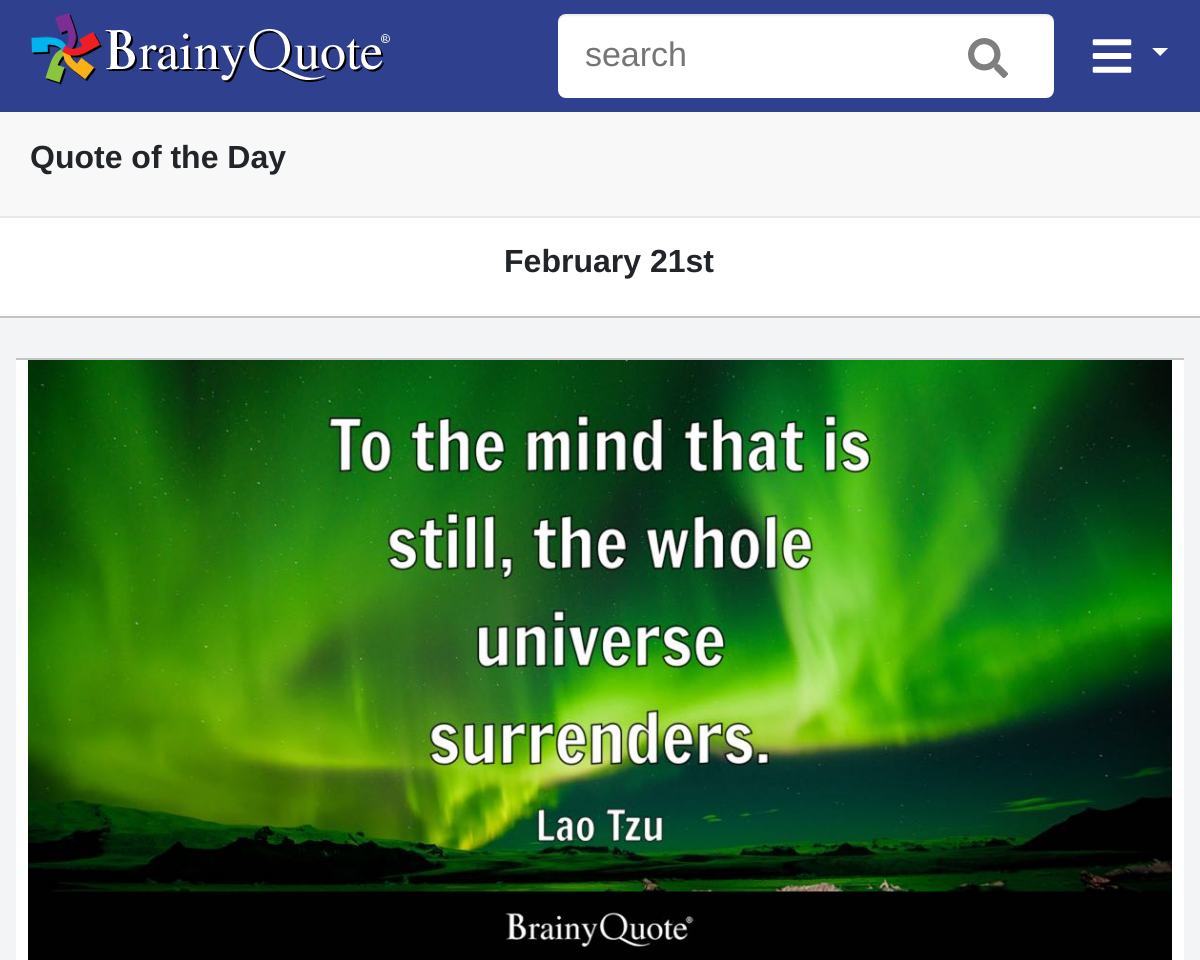 BrainyQuote®
search
Quote of the Day
February 21st
To the mind that is
still, the whole
universe
surrenders.
Lao Tzu
BrainyQuote®